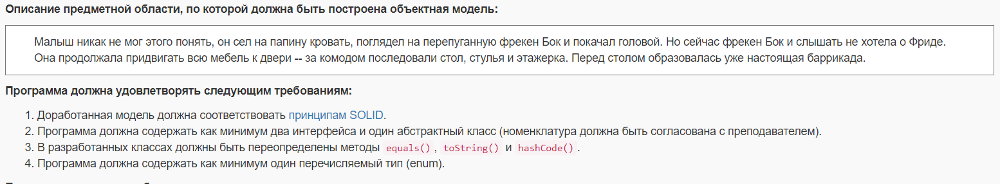 Описание предметной области, по которой должна быть построена объектная модель:
Малыш никак не мог этого понять, он сел на папину кровать, поглядел на перепуганную фрекен Бок и покачал головой. Но сейчас фрекен Бок и слышать не хотела о Фриде.
Она продолжала придвигать всю мебель к двери -- за комодом последовали стол, стулья и этажерка. Перед столом образовалась уже настоящая баррикада.
Программа должна удовлетворять следующим требованиям:
1. Доработанная модель должна соответствовать принципам SOLID.
2. Программа должна содержать как минимум два интерфейса и один абстрактный класс (номенклатура должна быть согласована с преподавателем).
3. В разработанных классах должны быть переопределены методы equals(), toString() и hashCode().
4. Программа должна содержать как минимум один перечисляемый тип (enum).